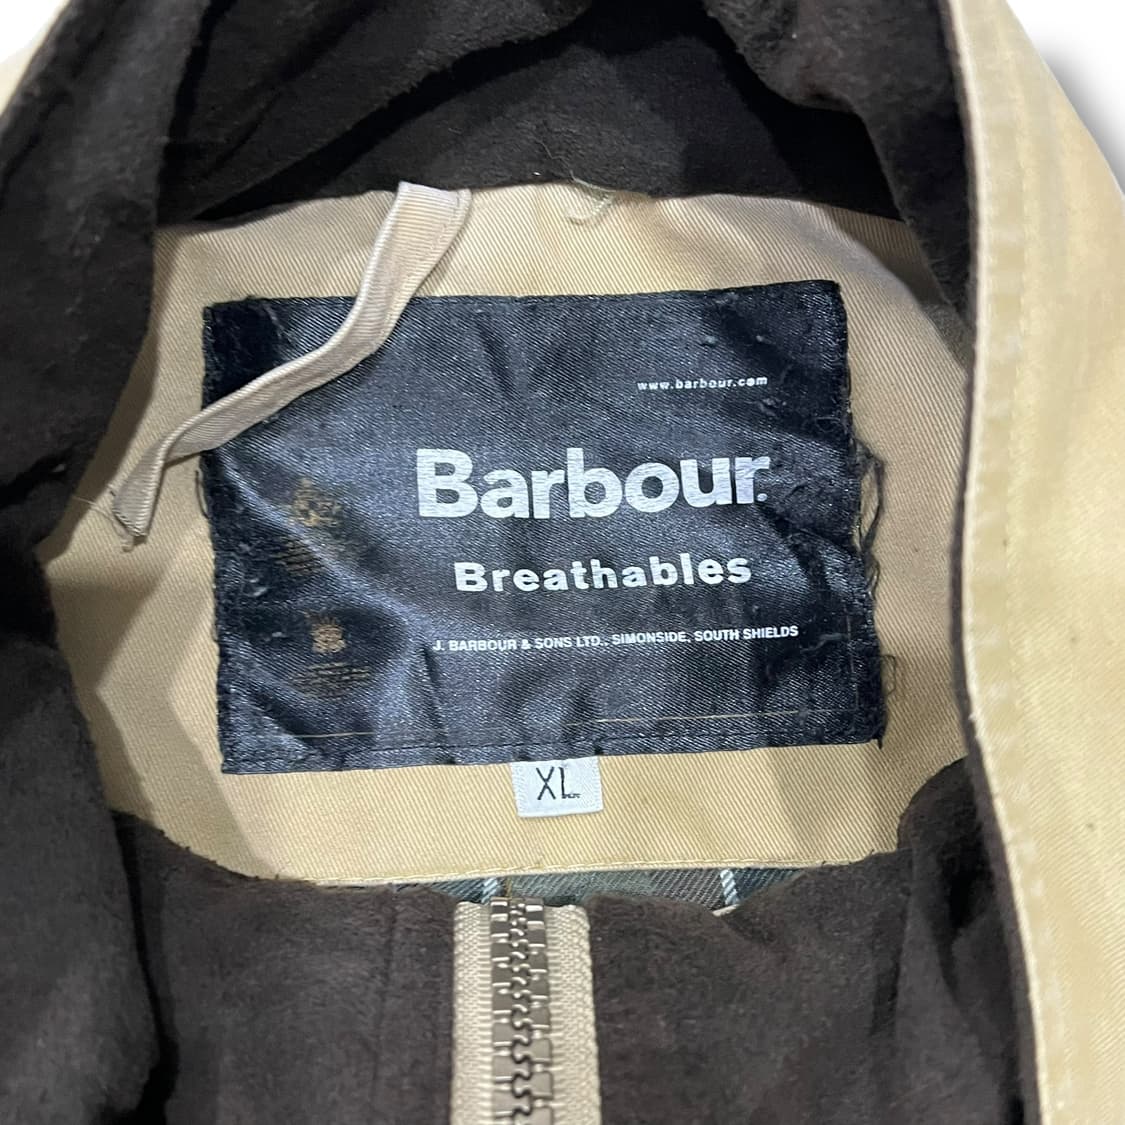 www.barbour.com
Barbour.
Breathables
J. BARBOUR & SONS LTD., SIMONSIDE, SOUTH SHIELDS
XL